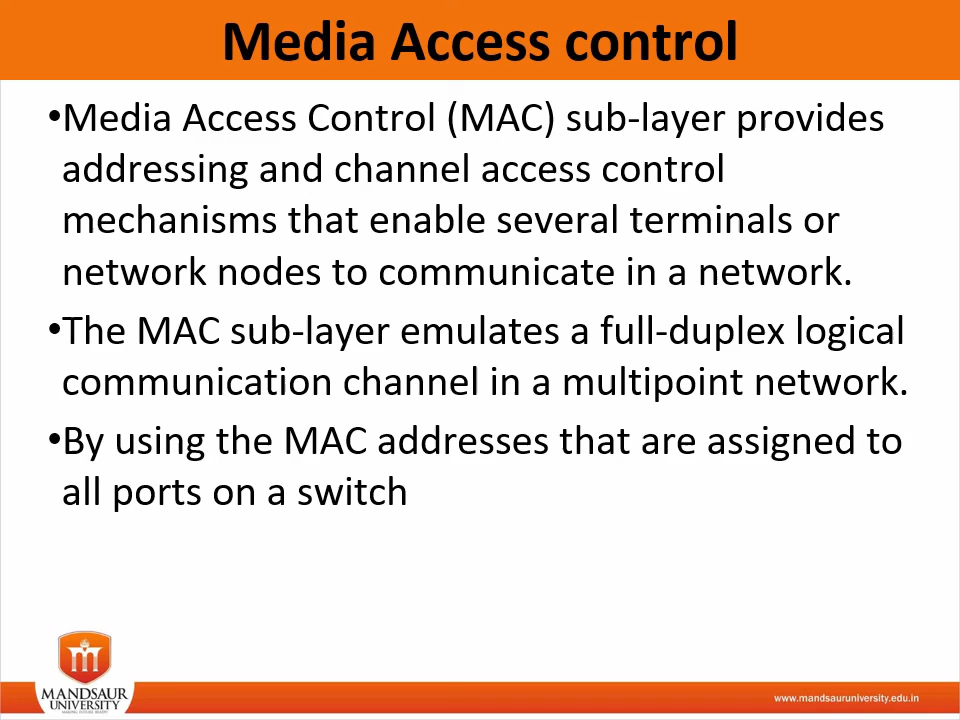 Media Access control
•Media Access Control (MAC) sub-layer provides
addressing and channel access control
mechanisms that enable several terminals or
network nodes to communicate in a network.
•The MAC sub-layer emulates a full-duplex logical
communication channel in a multipoint network.
•By using the MAC addresses that are assigned to
all ports on a switch
MANDSAUR
UNIVERSITY
MAKING FUTURE READY
www.mandsauruniversity.edu.in